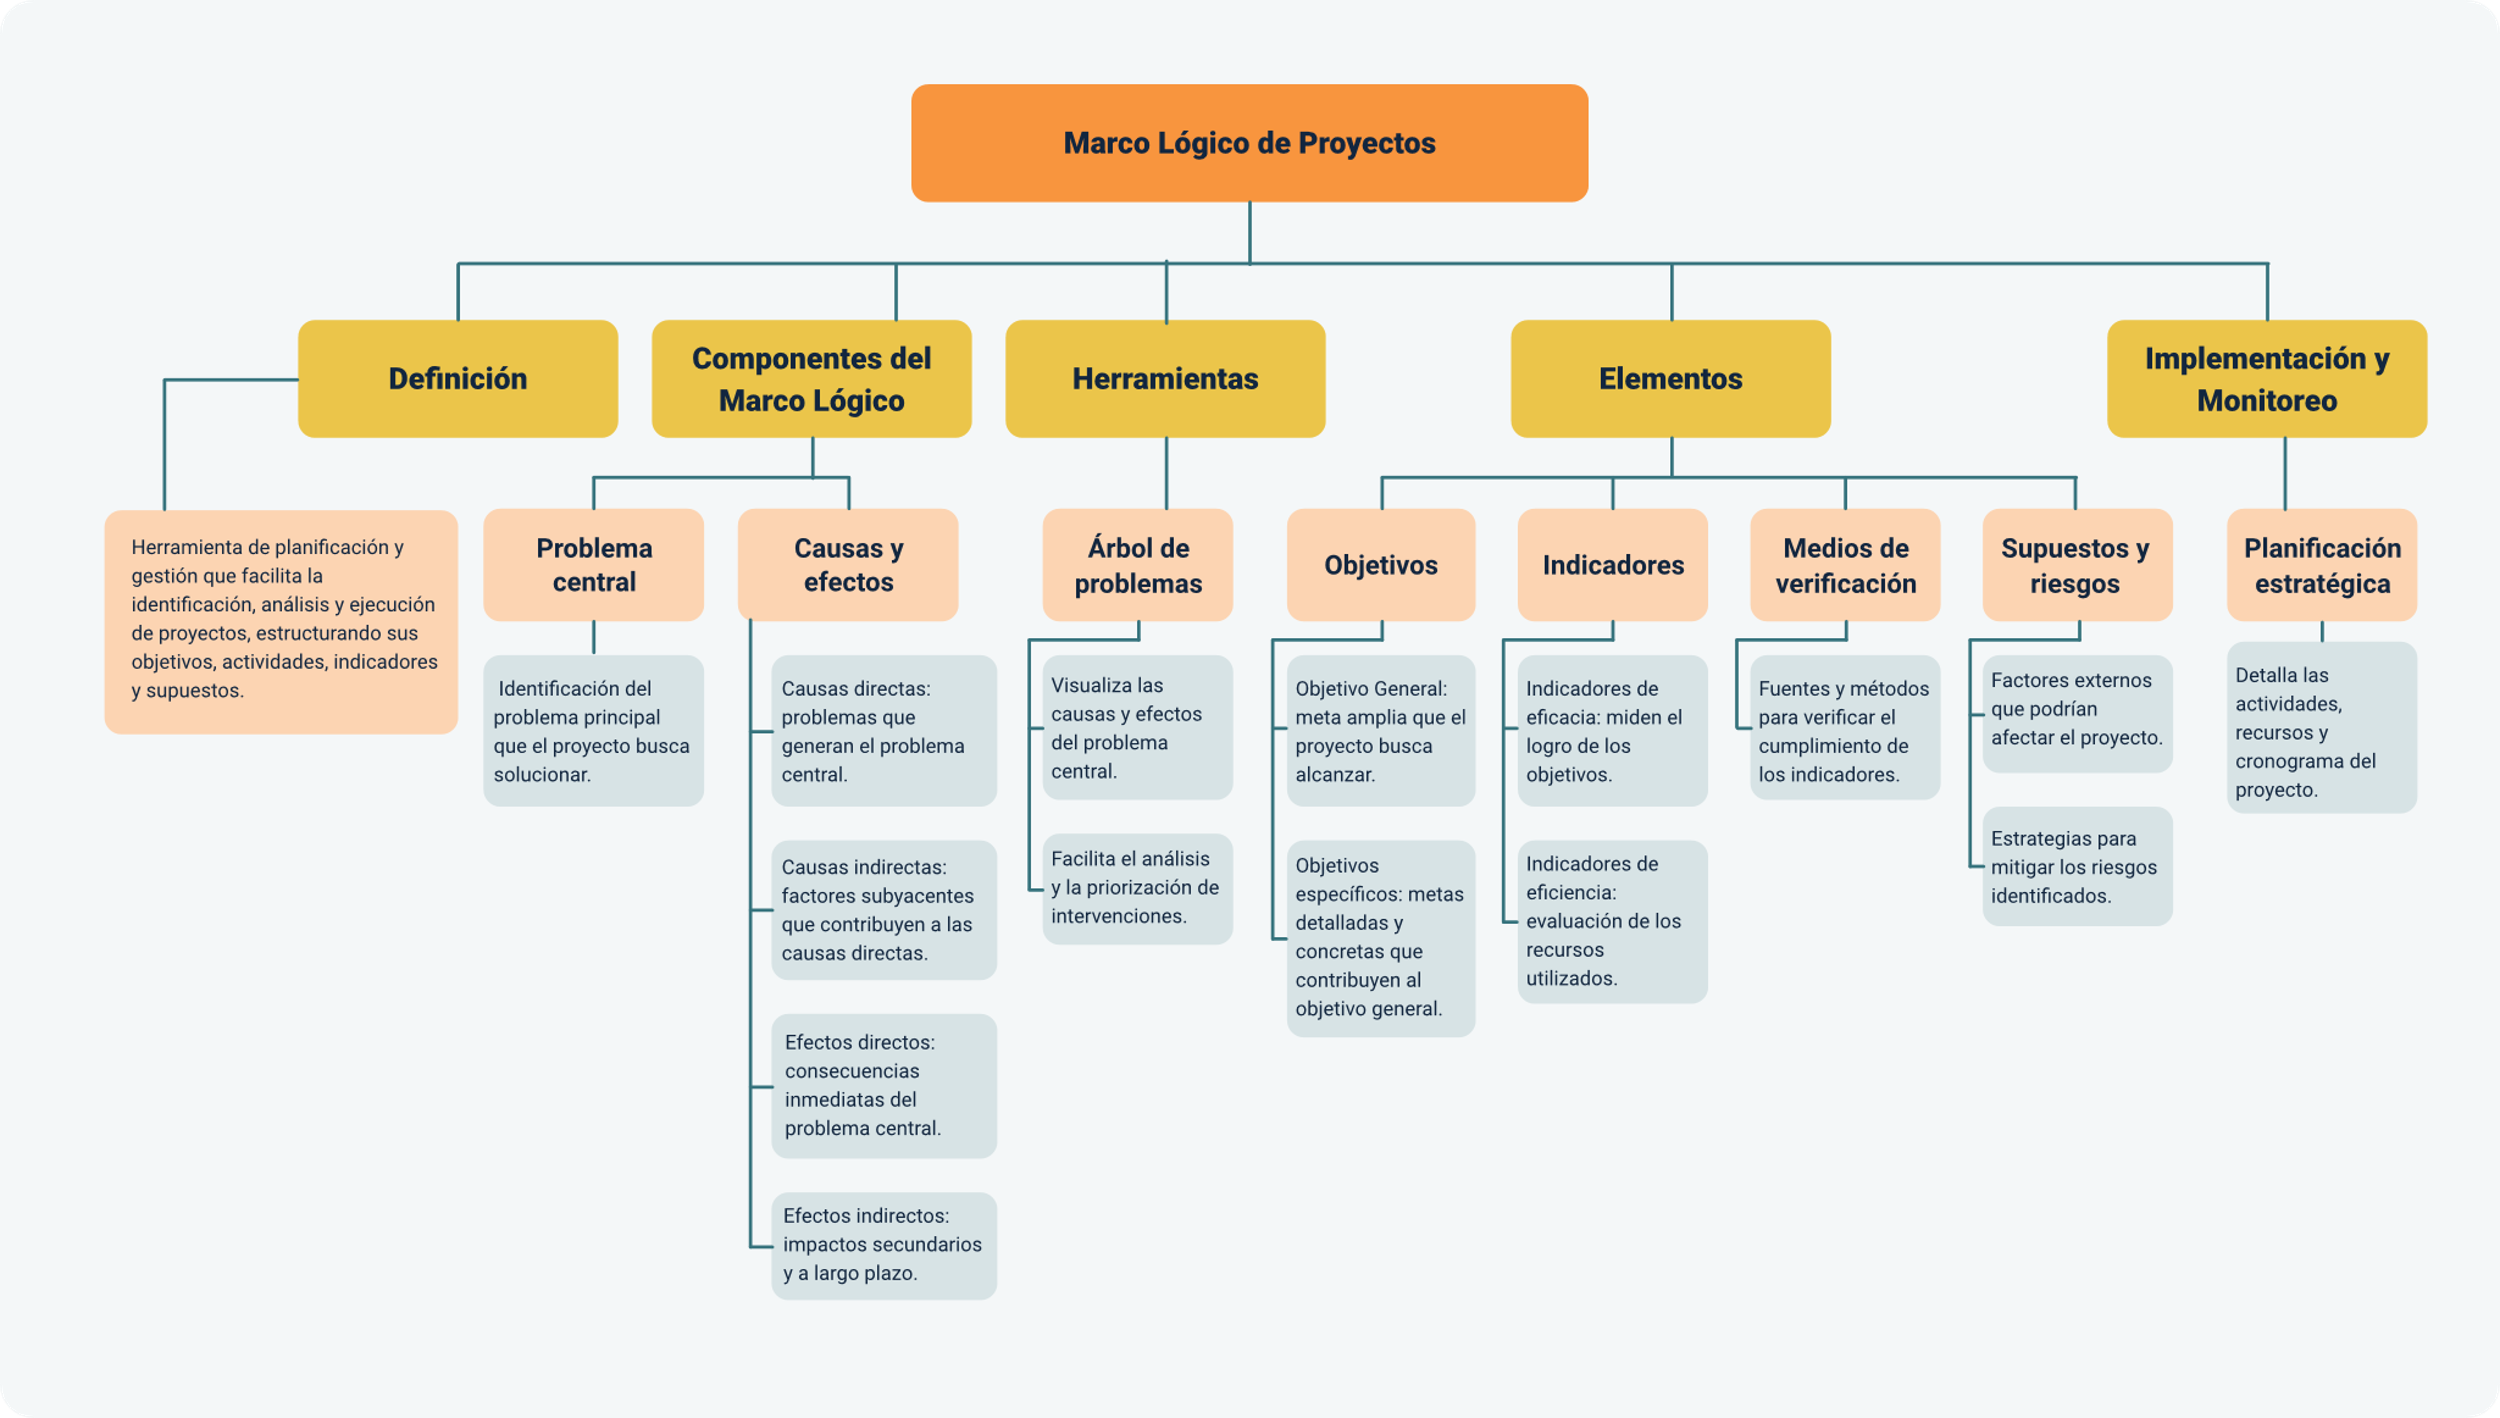 Marco Lógico de Proyectos
Definición
Componentes del
Marco Lógico
Herramientas
Elementos
Implementación y
Monitoreo
Herramienta de planificación y
gestión que facilita la
identificación, análisis y ejecución
de proyectos, estructurando sus
objetivos, actividades, indicadores
y supuestos.
Problema
central
Identificación del
problema principal
que el proyecto busca
solucionar.
Causas y
efectos
Causas directas:
problemas que
generan el problema
central.
Causas indirectas:
factores subyacentes
que contribuyen a las
causas directas.
Efectos directos:
consecuencias
inmediatas del
problema central.
Efectos indirectos:
impactos secundarios
y a largo plazo.
Árbol de
problemas
Visualiza las
causas y efectos
del problema
central.
Facilita el análisis
y la priorización de
intervenciones.
Objetivos
Objetivo General:
meta amplia que el
proyecto busca
alcanzar.
Objetivos
específicos: metas
detalladas y
concretas que
contribuyen al
objetivo general.
Indicadores
Indicadores de
eficacia: miden el
logro de los
objetivos.
Indicadores de
eficiencia:
evaluación de los
recursos
utilizados.
Medios de
verificación
Fuentes y métodos
para verificar el
cumplimiento de
los indicadores.
Supuestos y
riesgos
Factores externos
que podrían
afectar el proyecto.
Estrategias para
mitigar los riesgos
identificados.
Planificación
estratégica
Detalla las
actividades,
recursos y
cronograma del
proyecto.